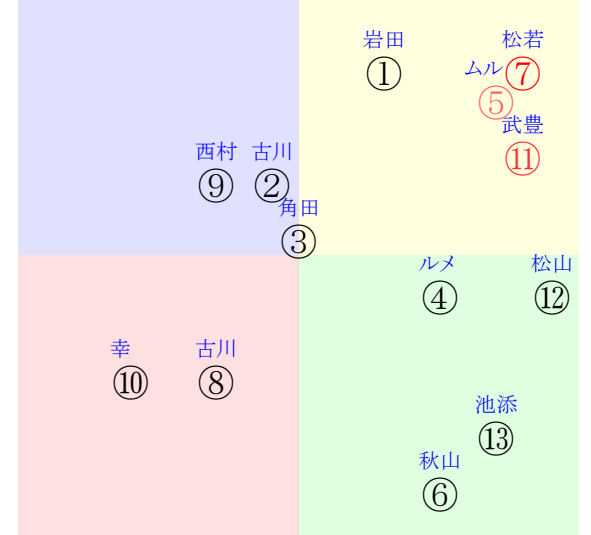 岩田
①
松若
⑦
ムル
⑤
武豊
⑪
西村
⑨
古川
②
角田
③
ルメ
④
松山
⑫
幸
⑩
古川
⑧
池添
⑬
秋山
⑥